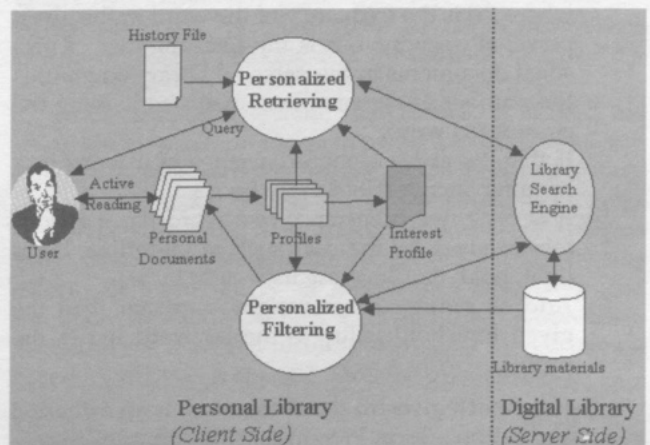 History File
Personalized
Retrieving
Query
Active
Reading
User
Personal
Documents
Profiles
Interest
Profile
Library
Search
Engine
Personalized
Filtering
Library materials
Personal Library
(Client Side)
Digital Library
(Server Side)